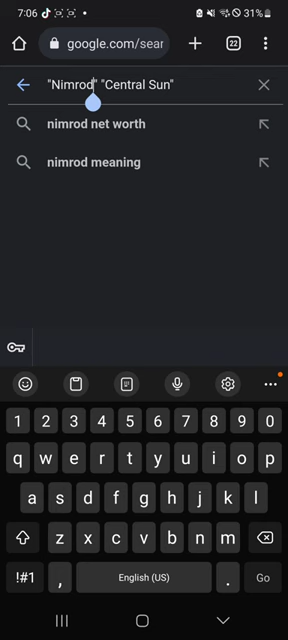 7:06 31%
google.com/sear 22
"Nimrod" "Central Sun"
nimrod net worth
nimrod meaning
1 2 3 4 5 6 7 8 9 0
q w e r t y u i o p
a s d f g h j k l
z x c v b n m
!#1 , English (US) . Go